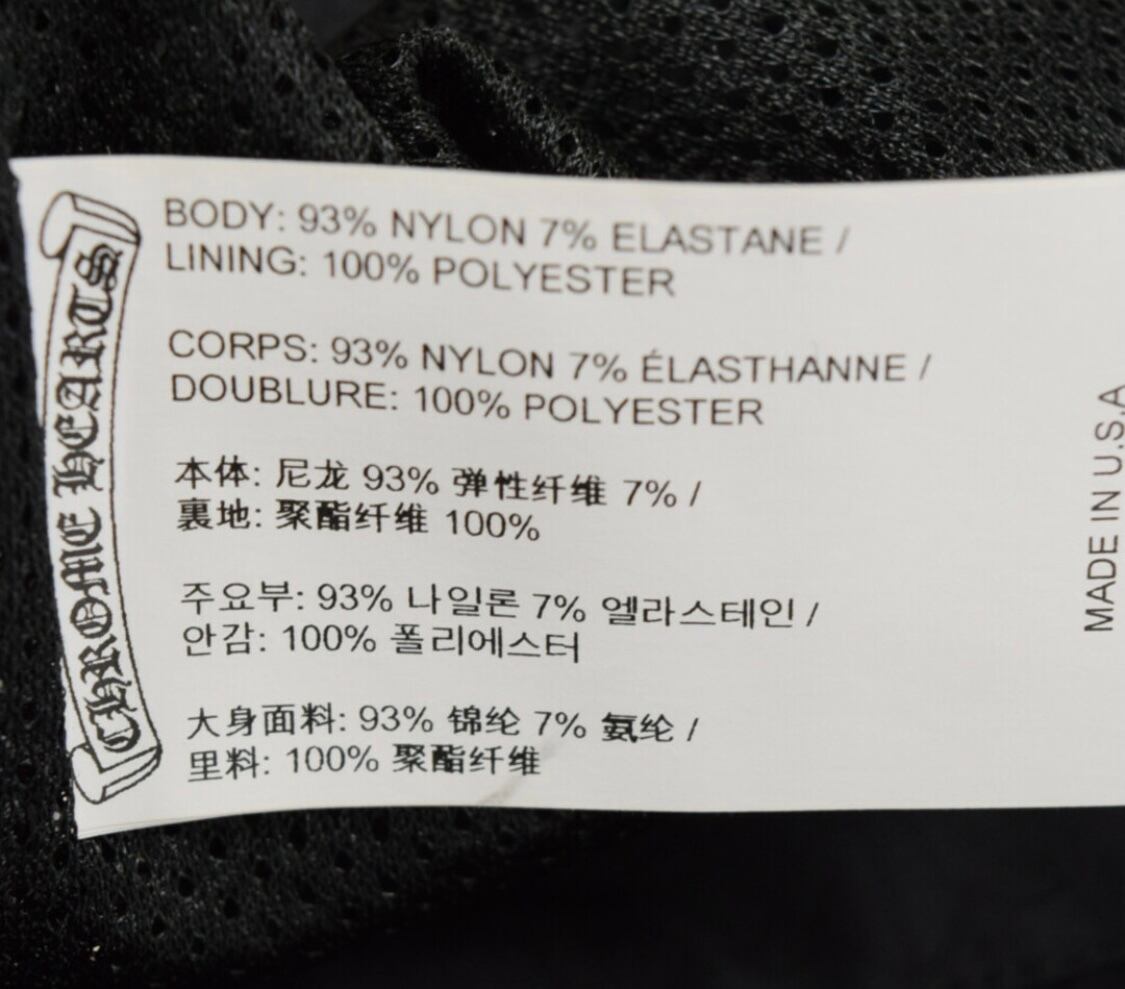 CHROME HEARTS
BODY: 93% NYLON 7% ELASTANE /
LINING: 100% POLYESTER
CORPS: 93% NYLON 7% ÉLASTHANNE /
DOUBLURE: 100% POLYESTER
本体: 尼龙 93% 弹性纤维 7% /
裏地: 聚酯纤维 100%
주요부: 93% 나일론 7% 엘라스테인 /
안감: 100% 폴리에스터
大身面料: 93% 锦纶 7% 氨纶 /
里料: 100% 聚酯纤维
MADE IN U.S.A